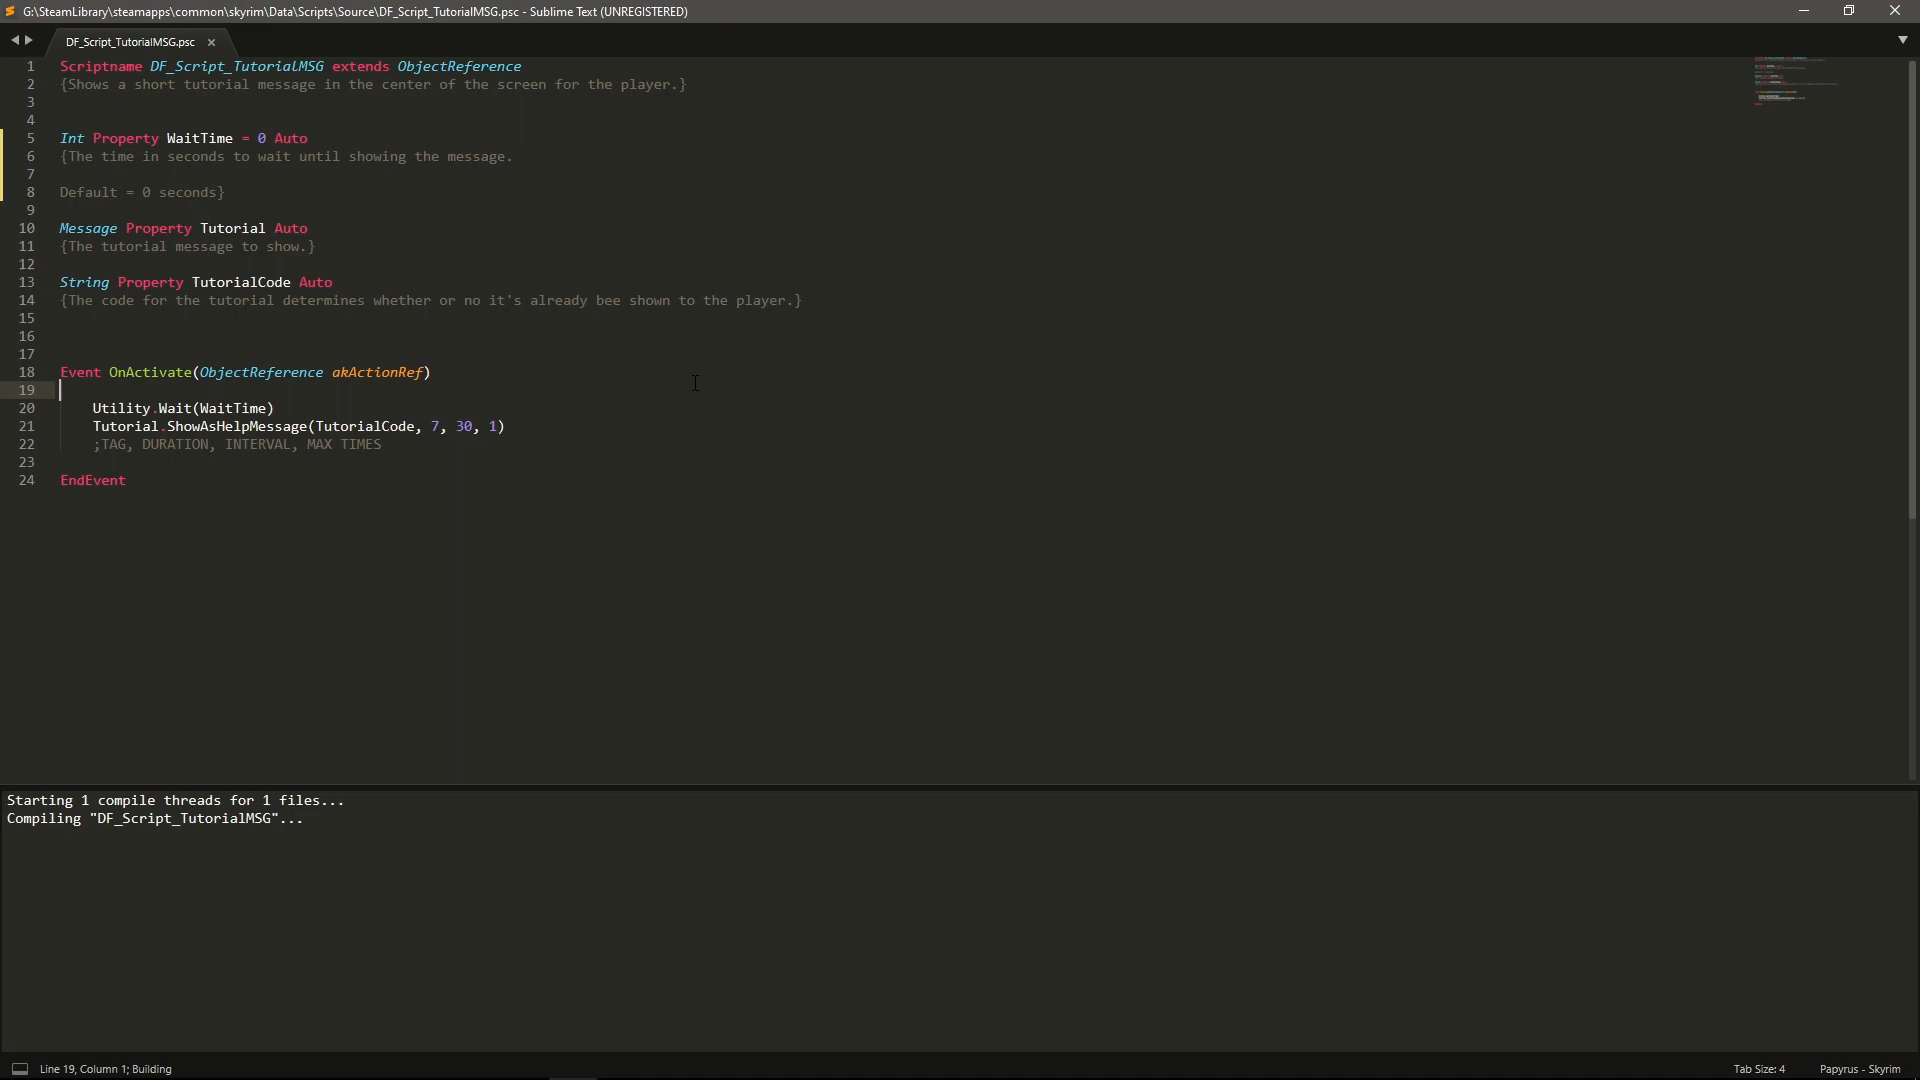 G:\SteamLibrary\steamapps\common\skyrim\Data\Scripts\Source\DF_Script_TutorialMSG.psc - Sublime Text (UNREGISTERED)
DF_Script_TutorialMSG.psc
1 Scriptname DF_Script_TutorialMSG extends ObjectReference
2 {Shows a short tutorial message in the center of the screen for the player.}
3
4
5 Int Property WaitTime = 0 Auto
6 {The time in seconds to wait until showing the message.
7
8 Default = 0 seconds}
9
10 Message Property Tutorial Auto
11 {The tutorial message to show.}
12
13 String Property TutorialCode Auto
14 {The code for the tutorial determines whether or no it's already bee shown to the player.}
15
16
17
18 Event OnActivate(ObjectReference akActionRef)
19
20 Utility.Wait(WaitTime)
21 Tutorial.ShowAsHelpMessage(TutorialCode, 7, 30, 1)
22 ;TAG, DURATION, INTERVAL, MAX TIMES
23
24 EndEvent
Starting 1 compile threads for 1 files...
Compiling "DF_Script_TutorialMSG"...
Line 19, Column 1; Building
Tab Size: 4
Papyrus - Skyrim